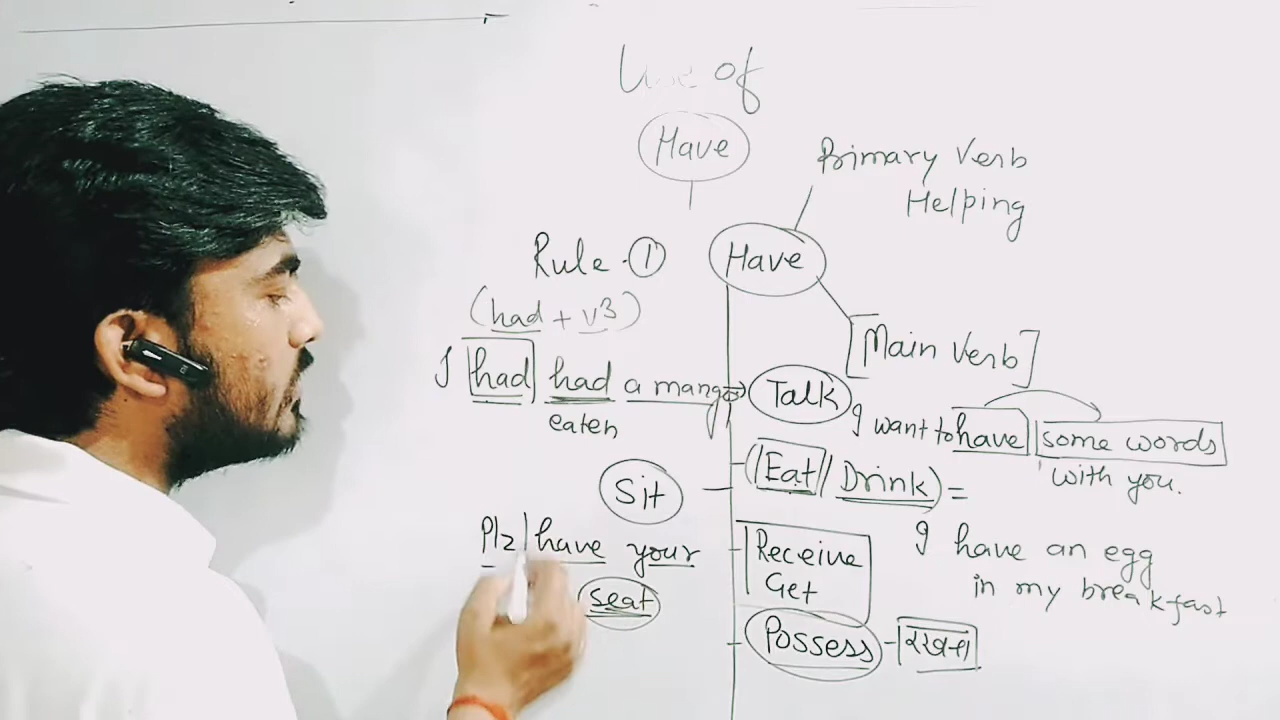 Use of
Have
Primary Verb
Helping
Rule-①
Have
(had + v3)
[Main Verb]
I had had a mango
eaten
Talk
I want to have some words
with you.
(Eat / Drink) =
I have an egg
in my breakfast
Sit
Plz have your
seat
Receive
Get
Possess - रखना